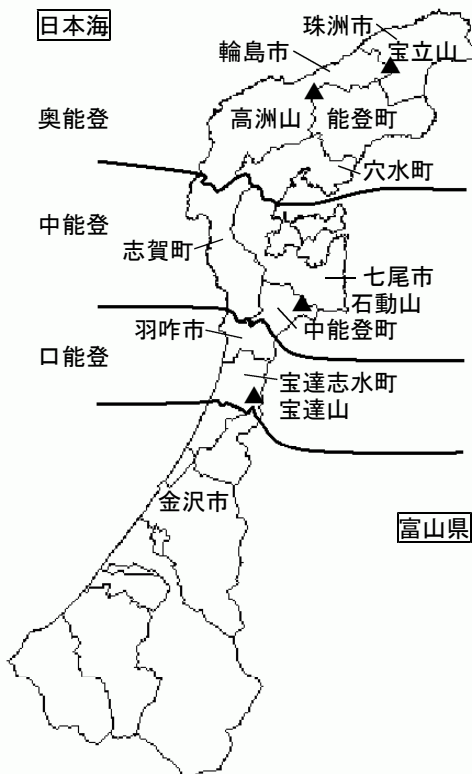 日本海
珠洲市
輪島市
宝立山
奥能登
高洲山
能登町
穴水町
中能登
志賀町
七尾市
石動山
羽咋市
中能登町
口能登
宝達志水町
宝達山
金沢市
富山県